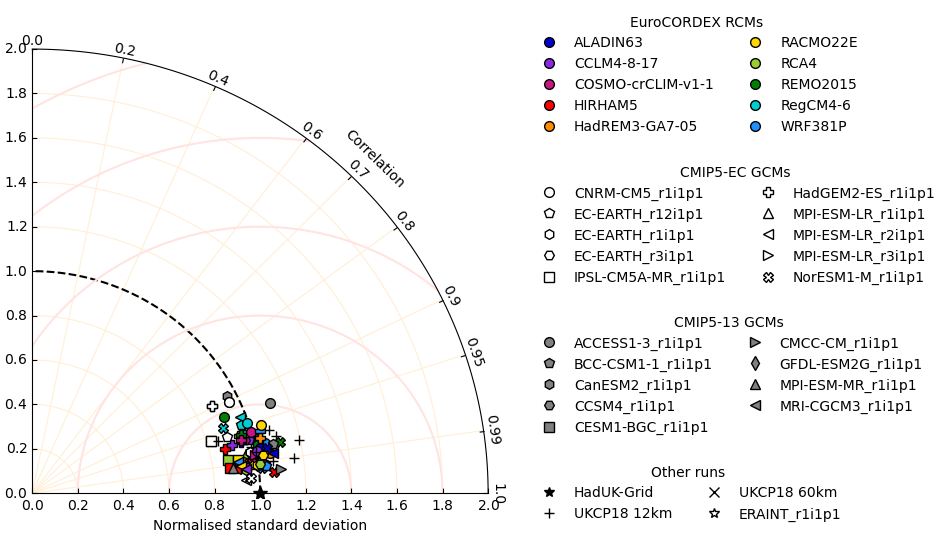 0.0
0.2
0.4
0.6
0.7
0.8
0.9
0.95
0.99
1.0
Correlation
2.0
1.8
1.6
1.4
1.2
1.0
0.8
0.6
0.4
0.2
0.0
0.0 0.2 0.4 0.6 0.8 1.0 1.2 1.4 1.6 1.8 2.0
Normalised standard deviation
EuroCORDEX RCMs
ALADIN63 RACMO22E
CCLM4-8-17 RCA4
COSMO-crCLIM-v1-1 REMO2015
HIRHAM5 RegCM4-6
HadREM3-GA7-05 WRF381P
CMIP5-EC GCMs
CNRM-CM5_r1i1p1 HadGEM2-ES_r1i1p1
EC-EARTH_r12i1p1 MPI-ESM-LR_r1i1p1
EC-EARTH_r1i1p1 MPI-ESM-LR_r2i1p1
EC-EARTH_r3i1p1 MPI-ESM-LR_r3i1p1
IPSL-CM5A-MR_r1i1p1 NorESM1-M_r1i1p1
CMIP5-13 GCMs
ACCESS1-3_r1i1p1 CMCC-CM_r1i1p1
BCC-CSM1-1_r1i1p1 GFDL-ESM2G_r1i1p1
CanESM2_r1i1p1 MPI-ESM-MR_r1i1p1
CCSM4_r1i1p1 MRI-CGCM3_r1i1p1
CESM1-BGC_r1i1p1
Other runs
HadUK-Grid UKCP18 60km
UKCP18 12km ERAINT_r1i1p1